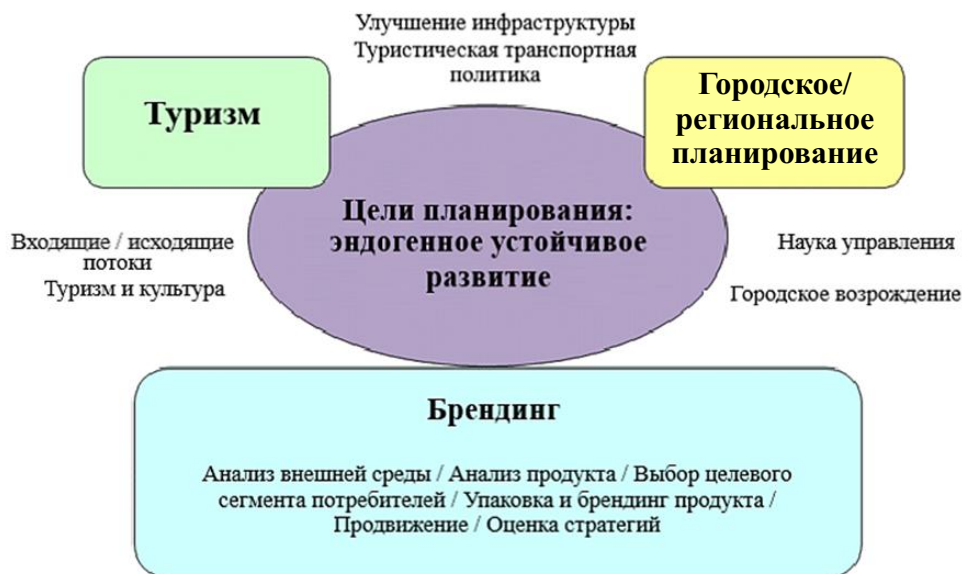 Улучшение инфраструктуры
Туристическая транспортная
политика
Туризм
Городское/
региональное
планирование
Цели планирования:
эндогенное устойчивое
развитие
Входящие / исходящие
потоки
Туризм и культура
Наука управления
Городское возрождение
Брендинг
Анализ внешней среды / Анализ продукта / Выбор целевого
сегмента потребителей / Упаковка и брендинг продукта /
Продвижение / Оценка стратегий